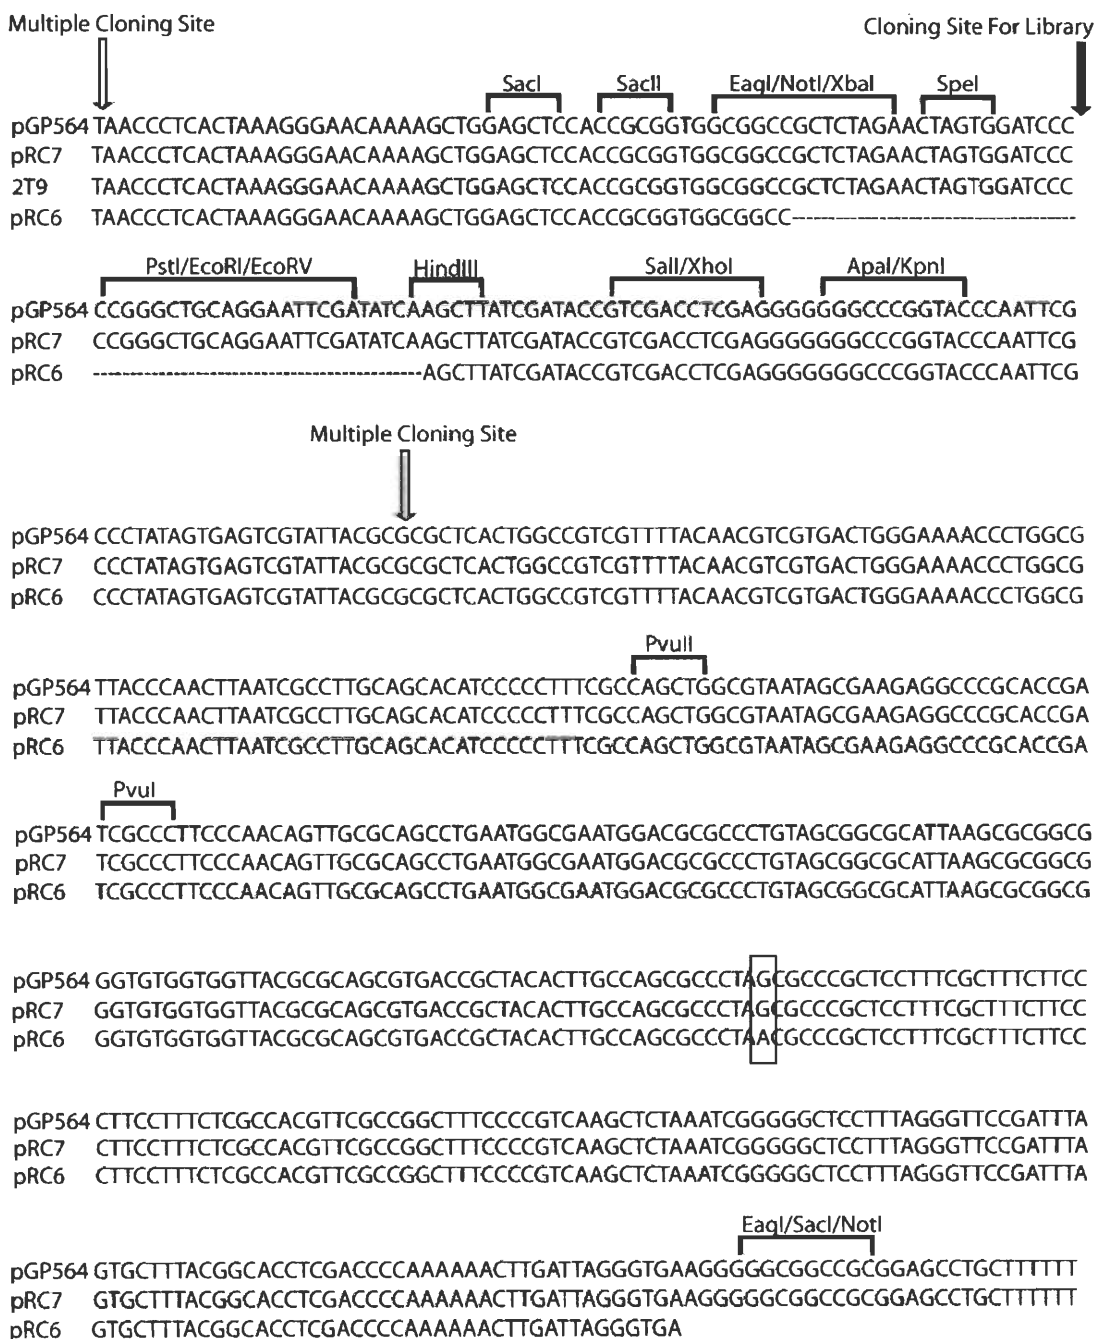 Multiple Cloning Site
Cloning Site For Library
SacI SacII EagI/NotI/XbaI SpeI
pGP564 TAACCCTCACTAAAGGGAACAAAAGCTGGAGCTCCACCGCGGTGGCGGCCGCTCTAGAACTAGTGGATCCC
pRC7 TAACCCTCACTAAAGGGAACAAAAGCTGGAGCTCCACCGCGGTGGCGGCCGCTCTAGAACTAGTGGATCCC
2T9 TAACCCTCACTAAAGGGAACAAAAGCTGGAGCTCCACCGCGGTGGCGGCCGCTCTAGAACTAGTGGATCCC
pRC6 TAACCCTCACTAAAGGGAACAAAAGCTGGAGCTCCACCGCGGTGGCGGCC--------------------
PstI/EcoRI/EcoRV HindIII SalI/XhoI ApaI/KpnI
pGP564 CCGGGCTGCAGGAATTCGATATCAAGCTTATCGATACCGTCGACCTCGAGGGGGGGCCCGGTACCCAATTCG
pRC7 CCGGGCTGCAGGAATTCGATATCAAGCTTATCGATACCGTCGACCTCGAGGGGGGGCCCGGTACCCAATTCG
pRC6 ------------------------AGCTTATCGATACCGTCGACCTCGAGGGGGGGCCCGGTACCCAATTCG
Multiple Cloning Site
pGP564 CCCTATAGTGAGTCGTATTACGCGCGCTCACTGGCCGTCGTTTTACAACGTCGTGACTGGGAAAACCCTGGCG
pRC7 CCCTATAGTGAGTCGTATTACGCGCGCTCACTGGCCGTCGTTTTACAACGTCGTGACTGGGAAAACCCTGGCG
pRC6 CCCTATAGTGAGTCGTATTACGCGCGCTCACTGGCCGTCGTTTTACAACGTCGTGACTGGGAAAACCCTGGCG
PvuII
pGP564 TTACCCAACTTAATCGCCTTGCAGCACATCCCCCTTTCGCCAGCTGGCGTAATAGCGAAGAGGCCCGCACCGA
pRC7 TTACCCAACTTAATCGCCTTGCAGCACATCCCCCTTTCGCCAGCTGGCGTAATAGCGAAGAGGCCCGCACCGA
pRC6 TTACCCAACTTAATCGCCTTGCAGCACATCCCCCTTTCGCCAGCTGGCGTAATAGCGAAGAGGCCCGCACCGA
PvuI
pGP564 TCGCCCTTCCCAACAGTTGCGCAGCCTGAATGGCGAATGGACGCGCCCTGTAGCGGCGCATTAAGCGCGGCG
pRC7 TCGCCCTTCCCAACAGTTGCGCAGCCTGAATGGCGAATGGACGCGCCCTGTAGCGGCGCATTAAGCGCGGCG
pRC6 TCGCCCTTCCCAACAGTTGCGCAGCCTGAATGGCGAATGGACGCGCCCTGTAGCGGCGCATTAAGCGCGGCG
pGP564 GGTGTGGTGGTTACGCGCAGCGTGACCGCTACACTTGCCAGCGCCCTAGCGCCCGCTCCTTTCGCTTTCTTCC
pRC7 GGTGTGGTGGTTACGCGCAGCGTGACCGCTACACTTGCCAGCGCCCTAGCGCCCGCTCCTTTCGCTTTCTTCC
pRC6 GGTGTGGTGGTTACGCGCAGCGTGACCGCTACACTTGCCAGCGCCCTAACGCCCGCTCCTTTCGCTTTCTTCC
pGP564 CTTCCTTTCTCGCCACGTTCGCCGGCTTTCCCCGTCAAGCTCTAAATCGGGGGCTCCTTTAGGGTTCCGATTTA
pRC7 CTTCCTTTCTCGCCACGTTCGCCGGCTTTCCCCGTCAAGCTCTAAATCGGGGGCTCCTTTAGGGTTCCGATTTA
pRC6 CTTCCTTTCTCGCCACGTTCGCCGGCTTTCCCCGTCAAGCTCTAAATCGGGGGCTCCTTTAGGGTTCCGATTTA
EagI/SacI/NotI
pGP564 GTGCTTTACGGCACCTCGACCCCAAAAAACTTGATTAGGGTGAAGGGGGCGGCCGCGGAGCCTGCTTTTTT
pRC7 GTGCTTTACGGCACCTCGACCCCAAAAAACTTGATTAGGGTGAAGGGGGCGGCCGCGGAGCCTGCTTTTTT
pRC6 GTGCTTTACGGCACCTCGACCCCAAAAAACTTGATTAGGGTGA